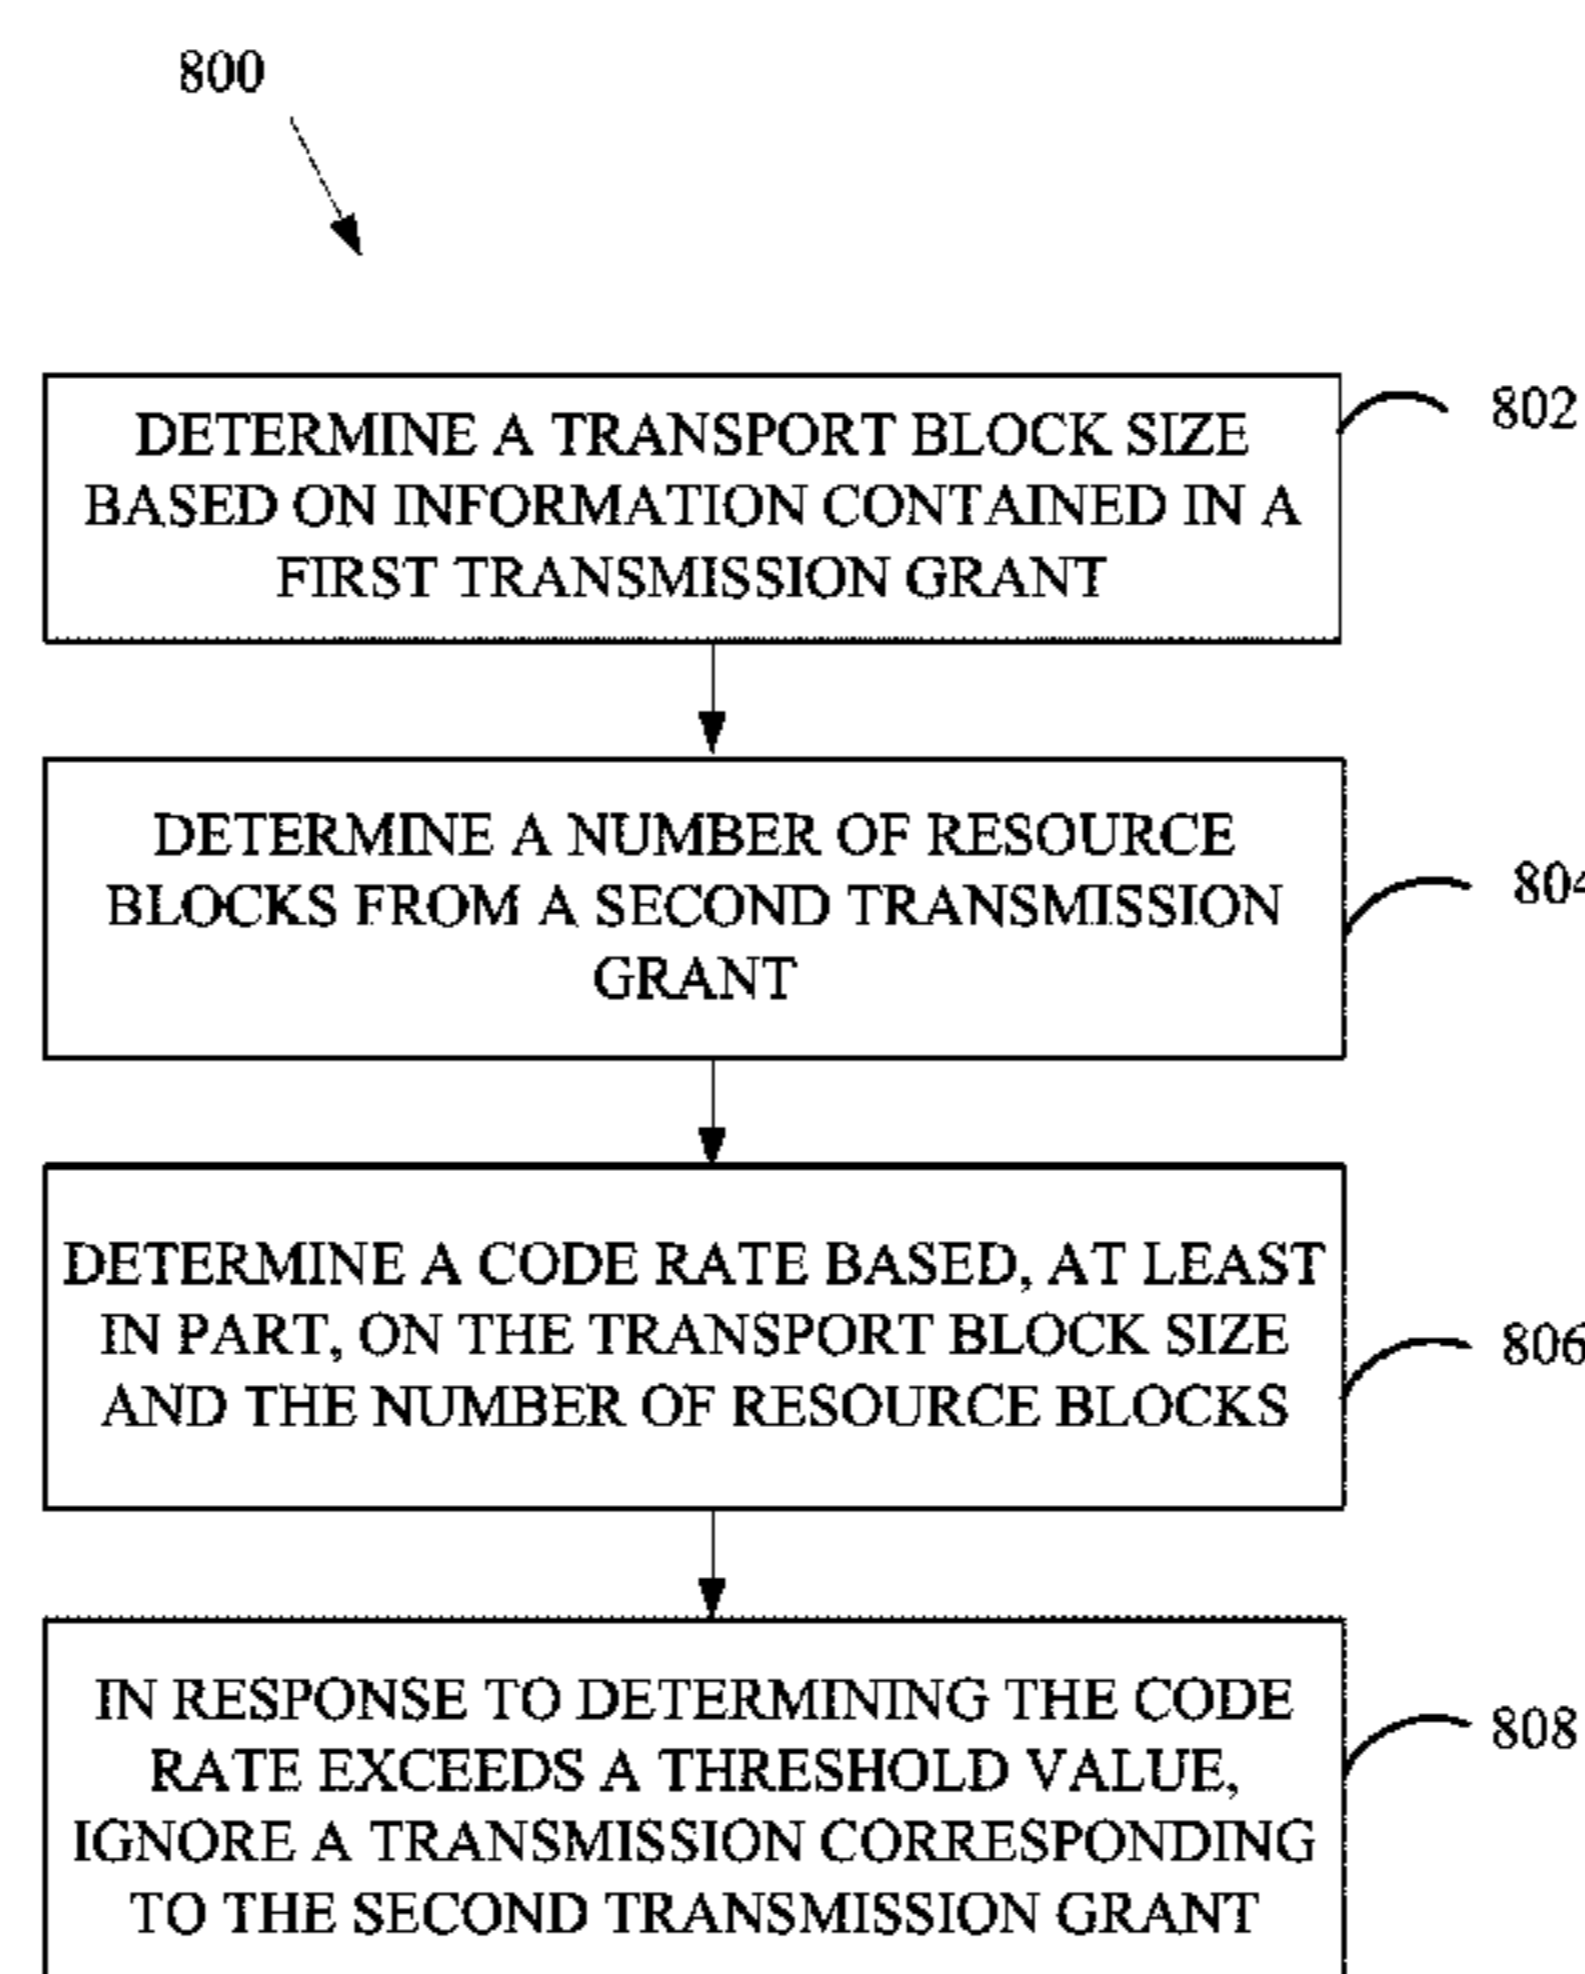 800
DETERMINE A TRANSPORT BLOCK SIZE
BASED ON INFORMATION CONTAINED IN A
FIRST TRANSMISSION GRANT
802
DETERMINE A NUMBER OF RESOURCE
BLOCKS FROM A SECOND TRANSMISSION
GRANT
804
DETERMINE A CODE RATE BASED, AT LEAST
IN PART, ON THE TRANSPORT BLOCK SIZE
AND THE NUMBER OF RESOURCE BLOCKS
806
IN RESPONSE TO DETERMINING THE CODE
RATE EXCEEDS A THRESHOLD VALUE,
IGNORE A TRANSMISSION CORRESPONDING
TO THE SECOND TRANSMISSION GRANT
808